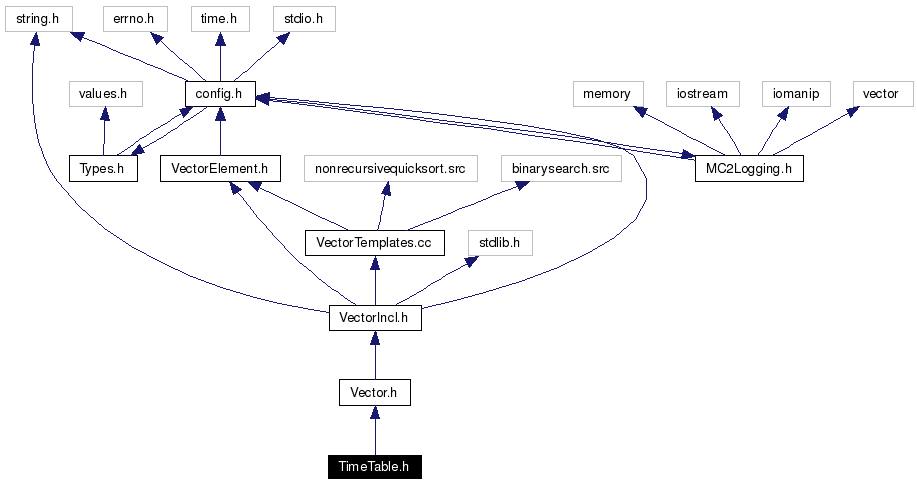 string.h
errno.h
time.h
stdio.h
values.h
config.h
memory
iostream
iomanip
vector
Types.h
VectorElement.h
nonrecursivequicksort.src
binarysearch.src
MC2Logging.h
VectorTemplates.cc
stdlib.h
VectorIncl.h
Vector.h
TimeTable.h